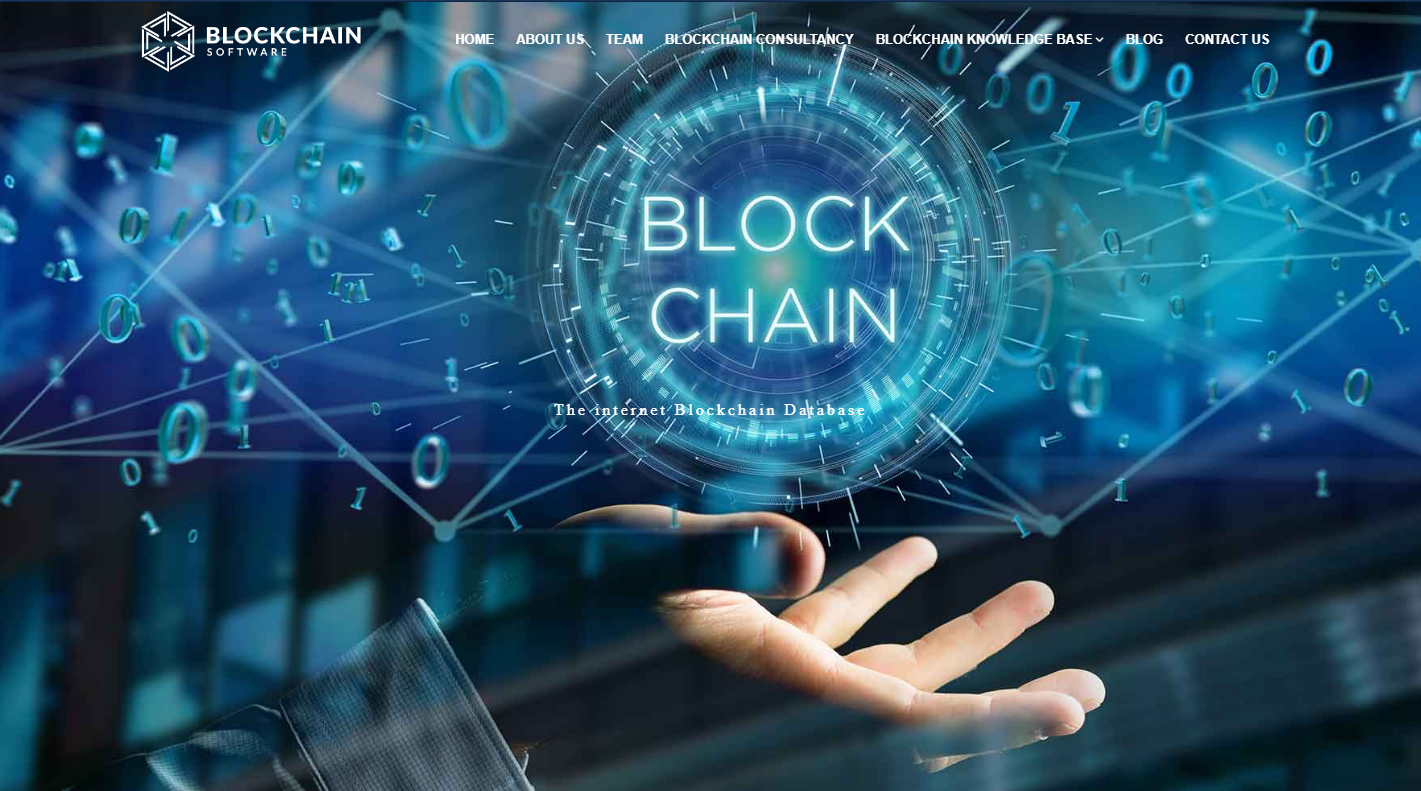 BLOCKCHAIN
SOFTWARE
HOME ABOUT US TEAM BLOCKCHAIN CONSULTANCY BLOCKCHAIN KNOWLEDGE BASE BLOG CONTACT US
BLOCK
CHAIN
The internet Blockchain Database